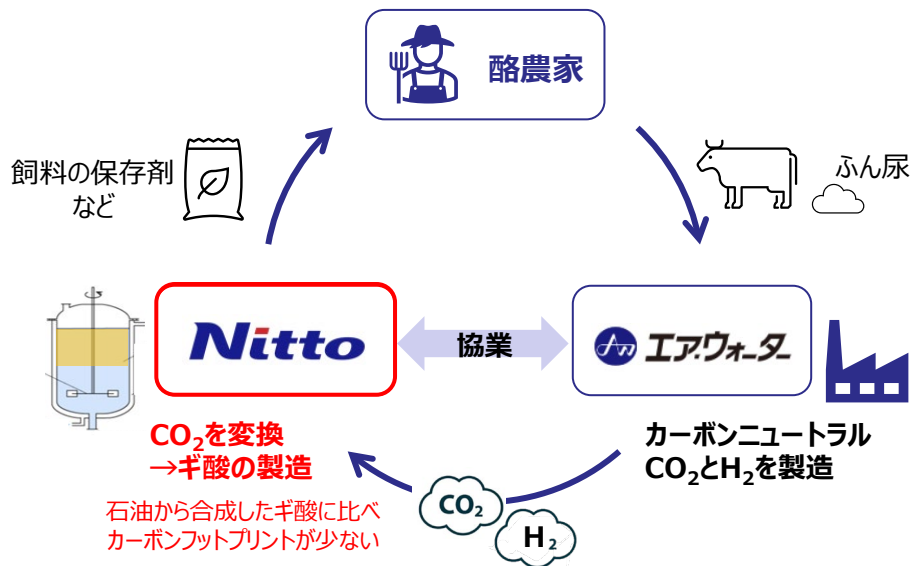 酪農家
飼料の保存剤
など
ふん尿
Nitto
協業
エア・ウォーター
CO₂を変換
→ギ酸の製造
カーボンニュートラル
CO₂とH₂を製造
石油から合成したギ酸に比べ
カーボンフットプリントが少ない
CO₂
H₂